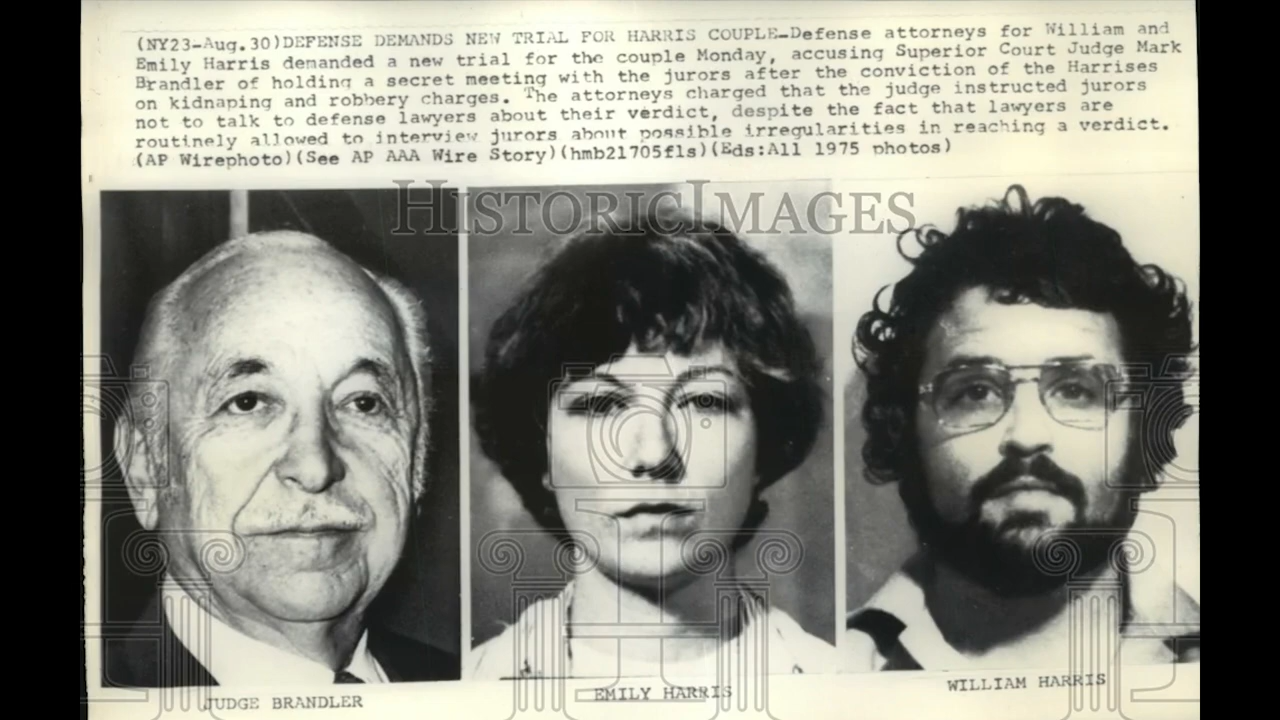 (NY23-Aug.30)DEFENSE DEMANDS NEW TRIAL FOR HARRIS COUPLE-Defense attorneys for William and
Emily Harris demanded a new trial for the couple Monday, accusing Superior Court Judge Mark
Brandler of holding a secret meeting with the jurors after the conviction of the Harrises
on kidnaping and robbery charges. The attorneys charged that the judge instructed jurors
not to talk to defense lawyers about their verdict, despite the fact that lawyers are
routinely allowed to interview jurors about possible irregularities in reaching a verdict.
(AP Wirephoto)(See AP AAA Wire Story)(hmb21705fls)(Eds:All 1975 photos)
HISTORIC IMAGES
JUDGE BRANDLER
EMILY HARRIS
WILLIAM HARRIS